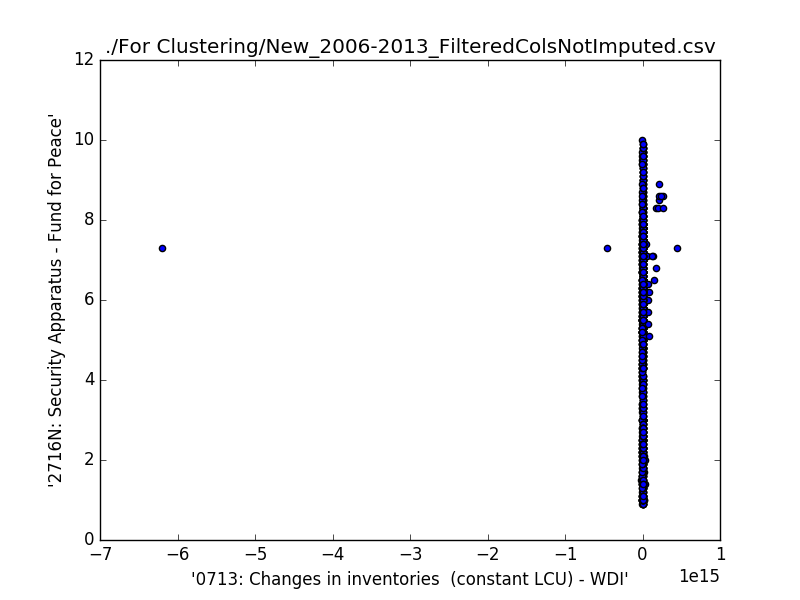 ./For Clustering/New_2006-2013_FilteredColsNotImputed.csv
12
10
8
6
4
2
0
'2716N: Security Apparatus - Fund for Peace'
−7 −6 −5 −4 −3 −2 −1 0 1
1e15
'0713: Changes in inventories  (constant LCU) - WDI'